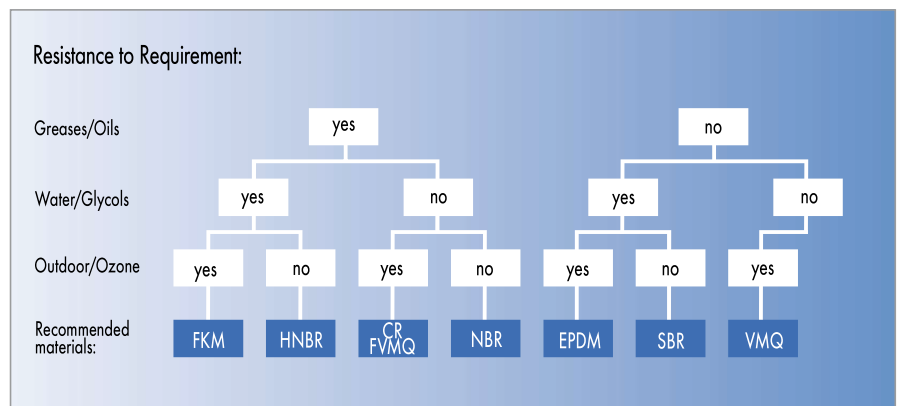 Resistance to Requirement:
Greases/Oils
yes
no
Water/Glycols
yes
no
yes
no
Outdoor/Ozone
yes
no
yes
no
yes
no
yes
Recommended
materials:
FKM
HNBR
CR
FVMQ
NBR
EPDM
SBR
VMQ